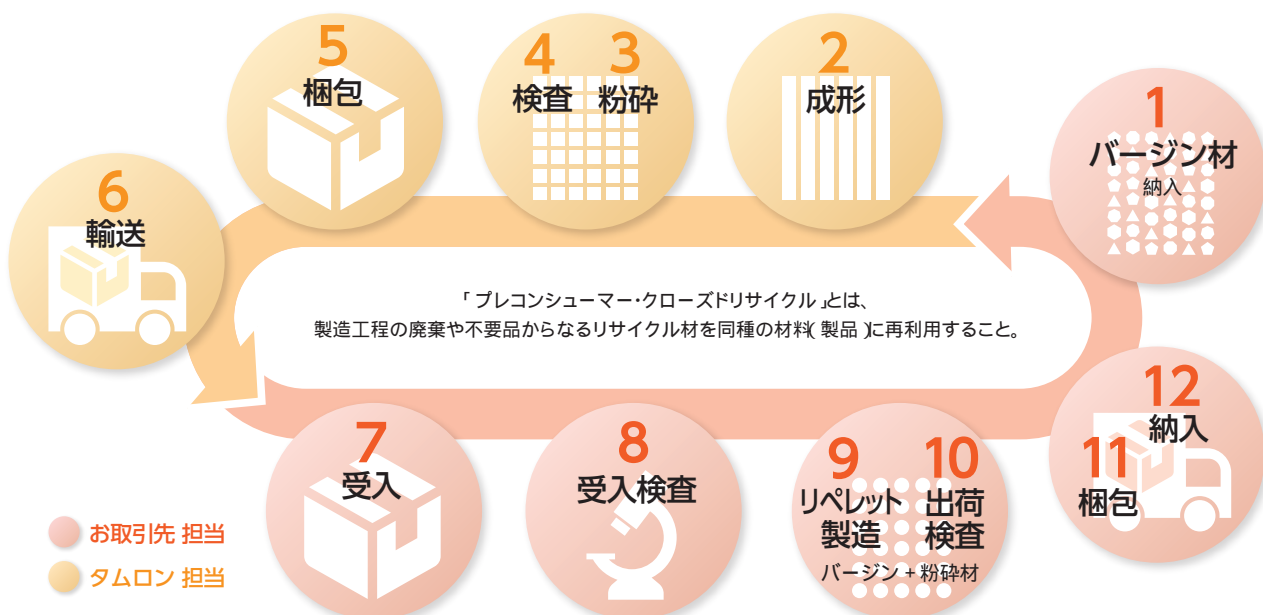 1
バージン材
納入
2
成形
3
粉砕
4
検査
5
梱包
6
輸送
「プレコンシューマー・クローズドリサイクル」とは、
製造工程の廃棄や不要品からなるリサイクル材を同種の材料(製品)に再利用すること。
7
受入
8
受入検査
9
リペレット
製造
10
出荷
検査
バージン+粉砕材
11
梱包
12
納入
お取引先 担当
タムロン 担当